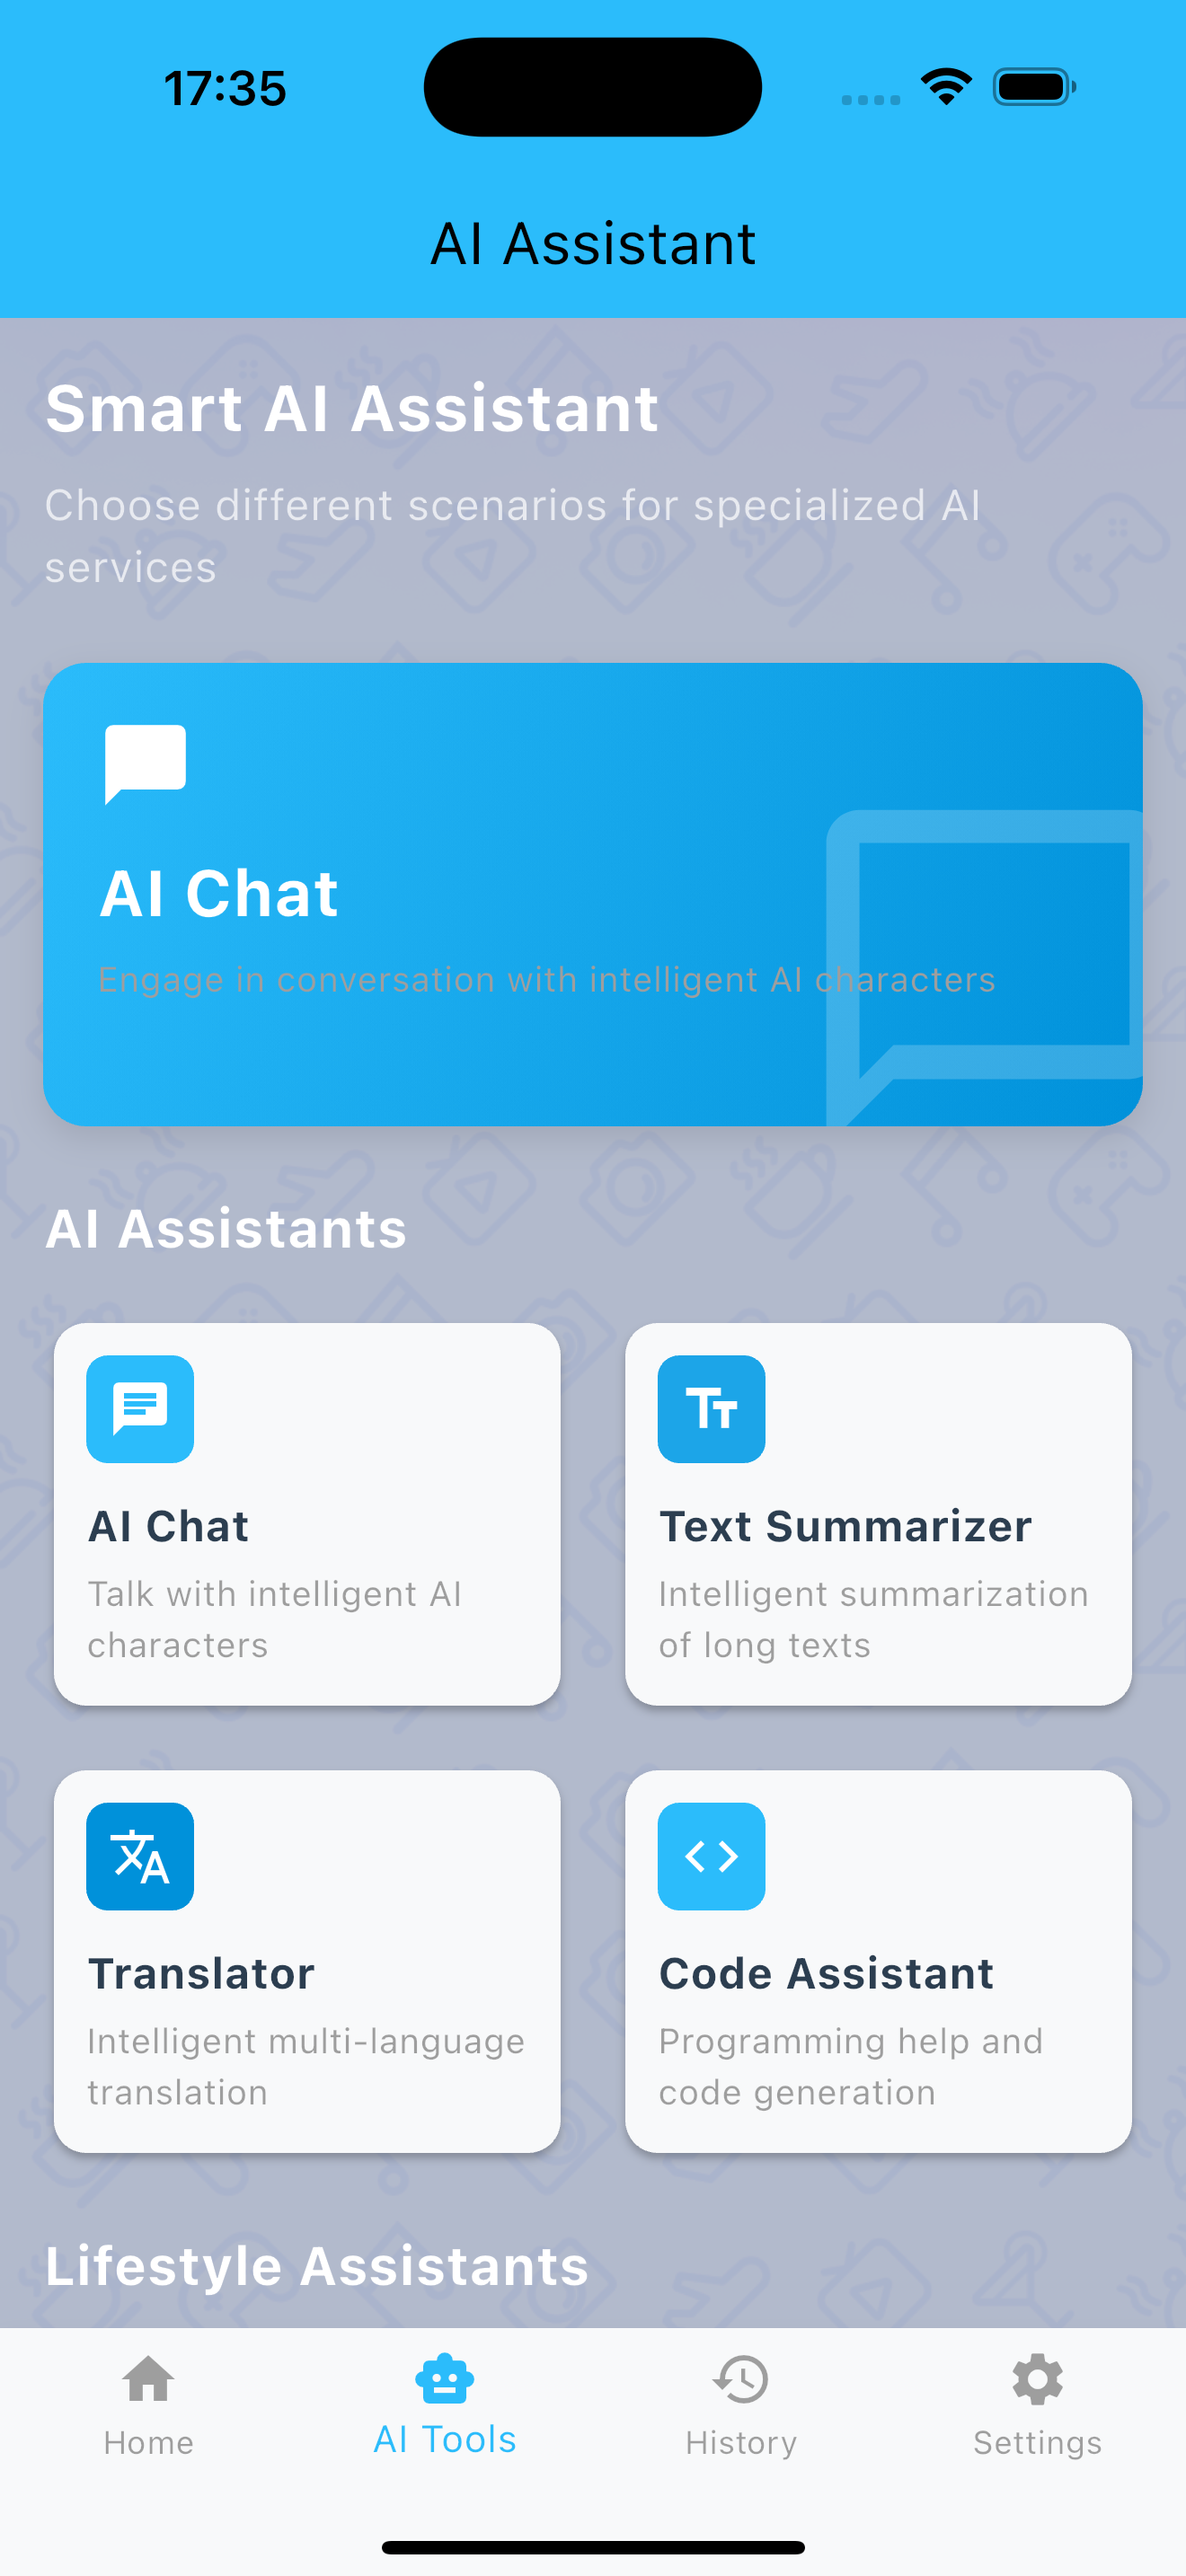 17:35
AI Assistant
Smart AI Assistant
Choose different scenarios for specialized AI
services
AI Chat
Engage in conversation with intelligent AI characters
AI Assistants
AI Chat
Talk with intelligent AI
characters
Text Summarizer
Intelligent summarization
of long texts
Translator
Intelligent multi-language
translation
Code Assistant
Programming help and
code generation
Lifestyle Assistants
Home
AI Tools
History
Settings